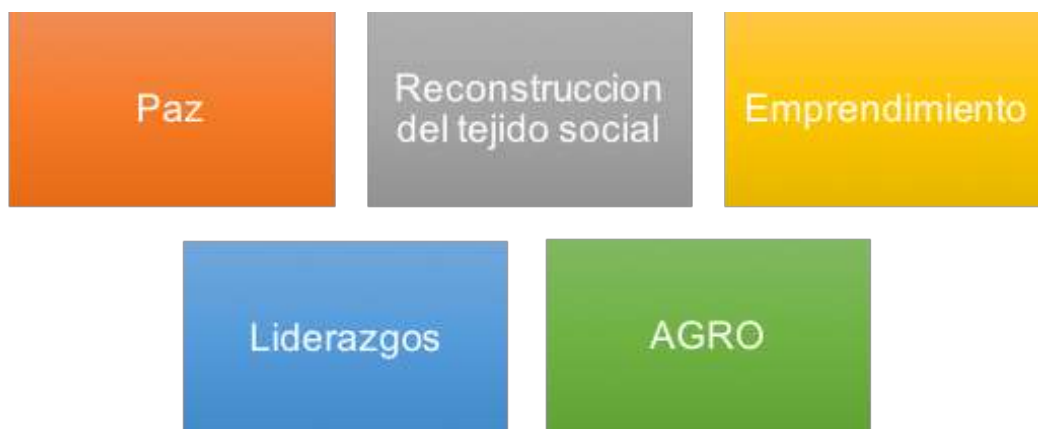 Paz
Reconstruccion
del tejido social
Emprendimiento
Liderazgos
AGRO